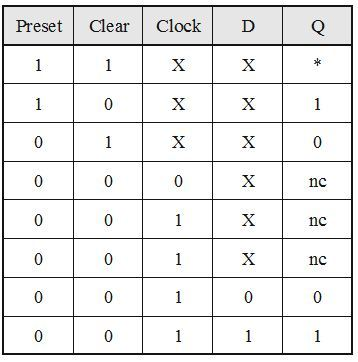 Preset Clear Clock D Q
1 1 X X *
1 0 X X 1
0 1 X X 0
0 0 0 X nc
0 0 1 X nc
0 0 1 X nc
0 0 1 0 0
0 0 1 1 1